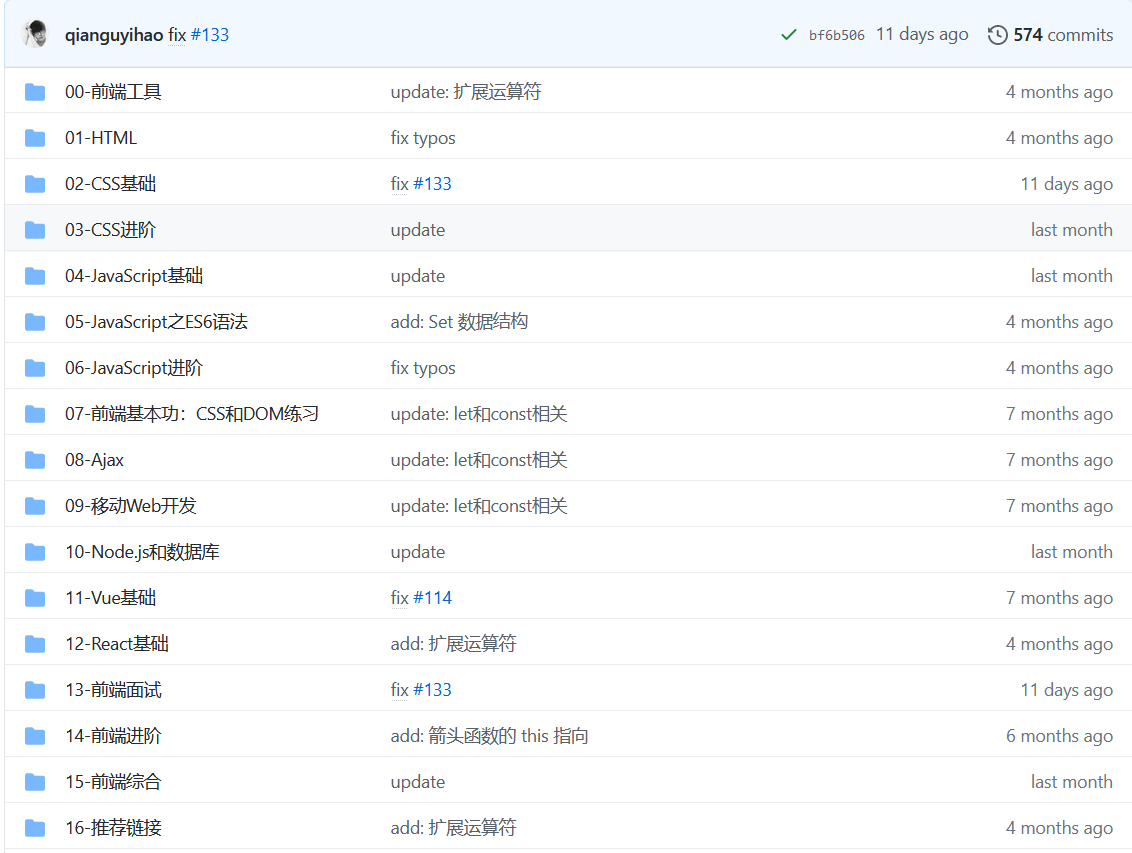 qianguyihao fix #133 bf6b506 11 days ago 574 commits
00-前端工具 update: 扩展运算符 4 months ago
01-HTML fix typos 4 months ago
02-CSS基础 fix #133 11 days ago
03-CSS进阶 update last month
04-JavaScript基础 update last month
05-JavaScript之ES6语法 add: Set 数据结构 4 months ago
06-JavaScript进阶 fix typos 4 months ago
07-前端基本功：CSS和DOM练习 update: let和const相关 7 months ago
08-Ajax update: let和const相关 7 months ago
09-移动Web开发 update: let和const相关 7 months ago
10-Node.js和数据库 update last month
11-Vue基础 fix #114 7 months ago
12-React基础 add: 扩展运算符 4 months ago
13-前端面试 fix #133 11 days ago
14-前端进阶 add: 箭头函数的 this 指向 6 months ago
15-前端综合 update last month
16-推荐链接 add: 扩展运算符 4 months ago